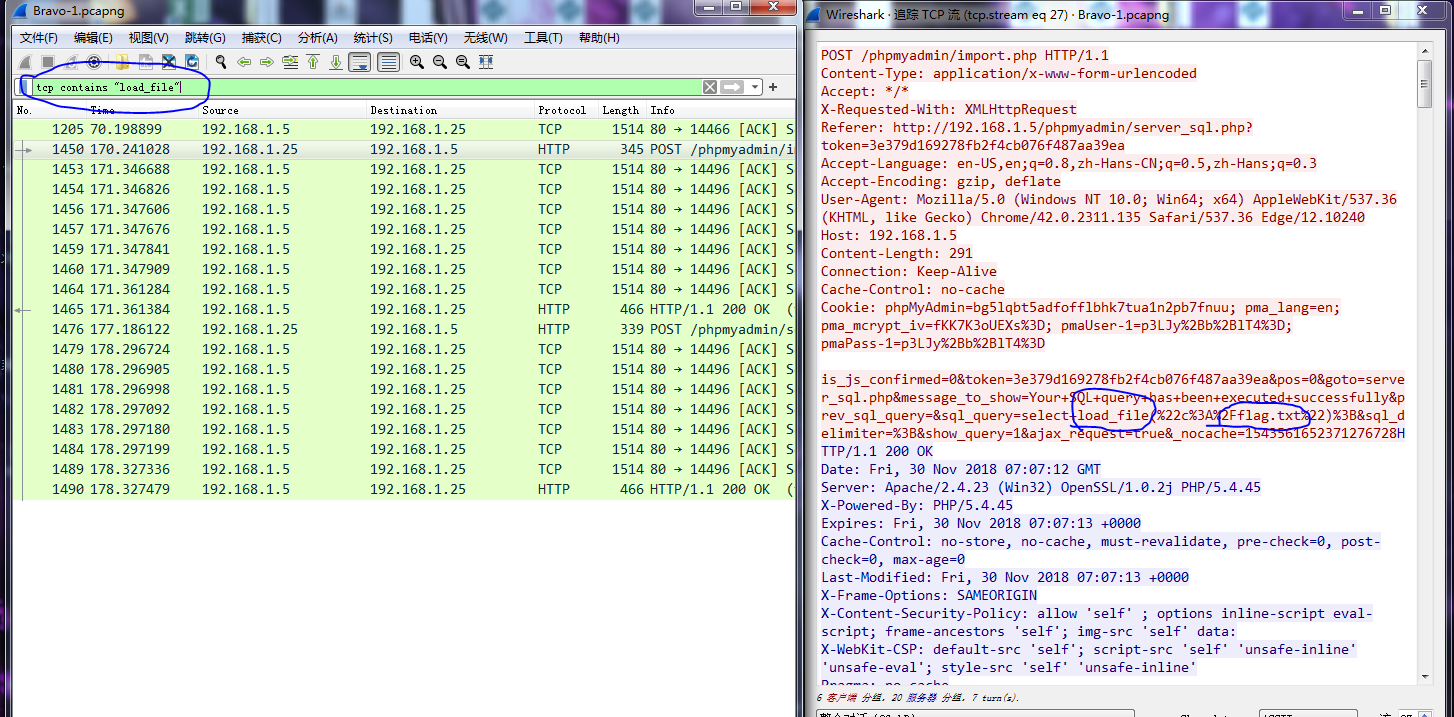 Bravo-1.pcapng
文件(F) 编辑(E) 视图(V) 跳转(G) 捕获(C) 分析(A) 统计(S) 电话(Y) 无线(W) 工具(T) 帮助(H)
tcp contains "load_file"
No. Time Source Destination Protocol Length Info
1205 70.198899 192.168.1.5 192.168.1.25 TCP 1514 80 → 14466 [ACK] S
1450 170.241028 192.168.1.25 192.168.1.5 HTTP 345 POST /phpmyadmin/i
1453 171.346688 192.168.1.5 192.168.1.25 TCP 1514 80 → 14496 [ACK] S
1454 171.346826 192.168.1.5 192.168.1.25 TCP 1514 80 → 14496 [ACK] S
1456 171.347606 192.168.1.5 192.168.1.25 TCP 1514 80 → 14496 [ACK] S
1457 171.347676 192.168.1.5 192.168.1.25 TCP 1514 80 → 14496 [ACK] S
1459 171.347841 192.168.1.5 192.168.1.25 TCP 1514 80 → 14496 [ACK] S
1460 171.347909 192.168.1.5 192.168.1.25 TCP 1514 80 → 14496 [ACK] S
1464 171.361284 192.168.1.5 192.168.1.25 TCP 1514 80 → 14496 [ACK] S
1465 171.361384 192.168.1.5 192.168.1.25 HTTP 466 HTTP/1.1 200 OK (
1476 177.186122 192.168.1.25 192.168.1.5 HTTP 339 POST /phpmyadmin/s
1479 178.296724 192.168.1.5 192.168.1.25 TCP 1514 80 → 14496 [ACK] S
1480 178.296905 192.168.1.5 192.168.1.25 TCP 1514 80 → 14496 [ACK] S
1481 178.296998 192.168.1.5 192.168.1.25 TCP 1514 80 → 14496 [ACK] S
1482 178.297092 192.168.1.5 192.168.1.25 TCP 1514 80 → 14496 [ACK] S
1483 178.297180 192.168.1.5 192.168.1.25 TCP 1514 80 → 14496 [ACK] S
1484 178.297199 192.168.1.5 192.168.1.25 TCP 1514 80 → 14496 [ACK] S
1489 178.327336 192.168.1.5 192.168.1.25 TCP 1514 80 → 14496 [ACK] S
1490 178.327479 192.168.1.5 192.168.1.25 HTTP 466 HTTP/1.1 200 OK (
Wireshark · 追踪 TCP 流 (tcp.stream eq 27) · Bravo-1.pcapng
POST /phpmyadmin/import.php HTTP/1.1
Content-Type: application/x-www-form-urlencoded
Accept: */*
X-Requested-With: XMLHttpRequest
Referer: http://192.168.1.5/phpmyadmin/server_sql.php?
token=3e379d169278fb2f4cb076f487aa39ea
Accept-Language: en-US,en;q=0.8,zh-Hans-CN;q=0.5,zh-Hans;q=0.3
Accept-Encoding: gzip, deflate
User-Agent: Mozilla/5.0 (Windows NT 10.0; Win64; x64) AppleWebKit/537.36
(KHTML, like Gecko) Chrome/42.0.2311.135 Safari/537.36 Edge/12.10240
Host: 192.168.1.5
Content-Length: 291
Connection: Keep-Alive
Cache-Control: no-cache
Cookie: phpMyAdmin=bg5lqbt5adfofflbhk7tua1n2pb7fnuu; pma_lang=en;
pma_mcrypt_iv=fKK7K3oUEXs%3D; pmaUser-1=p3LJy%2Bb%2BlT4%3D;
pmaPass-1=p3LJy%2Bb%2BlT4%3D
is_js_confirmed=0&token=3e379d169278fb2f4cb076f487aa39ea&pos=0&goto=serve
r_sql.php&message_to_show=Your+SQL+query+has+been+executed+successfully&p
rev_sql_query=&sql_query=select+load_file(%22c%3A%2Fflag.txt%22)%3B&sql_d
elimiter=%3B&show_query=1&ajax_request=true&_nocache=1543561652371276728H
TTP/1.1 200 OK
Date: Fri, 30 Nov 2018 07:07:12 GMT
Server: Apache/2.4.23 (Win32) OpenSSL/1.0.2j PHP/5.4.45
X-Powered-By: PHP/5.4.45
Expires: Fri, 30 Nov 2018 07:07:13 +0000
Cache-Control: no-store, no-cache, must-revalidate, pre-check=0, post-
check=0, max-age=0
Last-Modified: Fri, 30 Nov 2018 07:07:13 +0000
X-Frame-Options: SAMEORIGIN
X-Content-Security-Policy: allow 'self' ; options inline-script eval-
script; frame-ancestors 'self'; img-src 'self' data:
X-WebKit-CSP: default-src 'self'; script-src 'self' 'unsafe-inline'
'unsafe-eval'; style-src 'self' 'unsafe-inline'
Pragma: no-cache
6 客户端 分组, 20 服务器 分组, 7 turn(s).